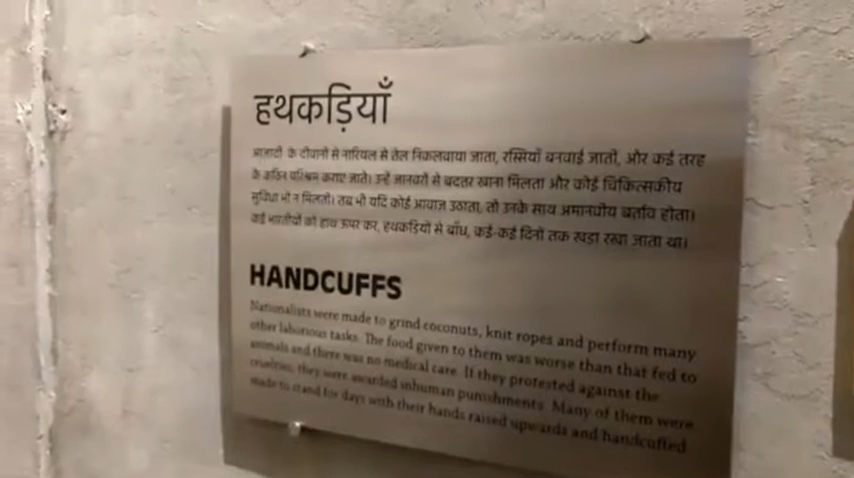 हथकड़ियाँ
आज़ादी के दीवानों से नारियल से तेल निकलवाया जाता, रस्सियाँ बनवाई जातीं, और कई तरह
के कठिन परिश्रम कराए जाते। उन्हें जानवरों से बदतर खाना मिलता और कोई चिकित्सकीय
सुविधा भी न मिलती। तब भी यदि कोई आवाज़ उठाता, तो उनके साथ अमानवीय बर्ताव होता।
कई भारतीयों को हाथ ऊपर कर, हथकड़ियों से बाँध, कई-कई दिनों तक खड़ा रखा जाता था।
HANDCUFFS
Nationalists were made to grind coconuts, knit ropes and perform many
other laborious tasks. The food given to them was worse than that fed to
animals and there was no medical care. If they protested against the
cruelties, they were awarded inhuman punishments. Many of them were
made to stand for days with their hands raised upwards and handcuffed